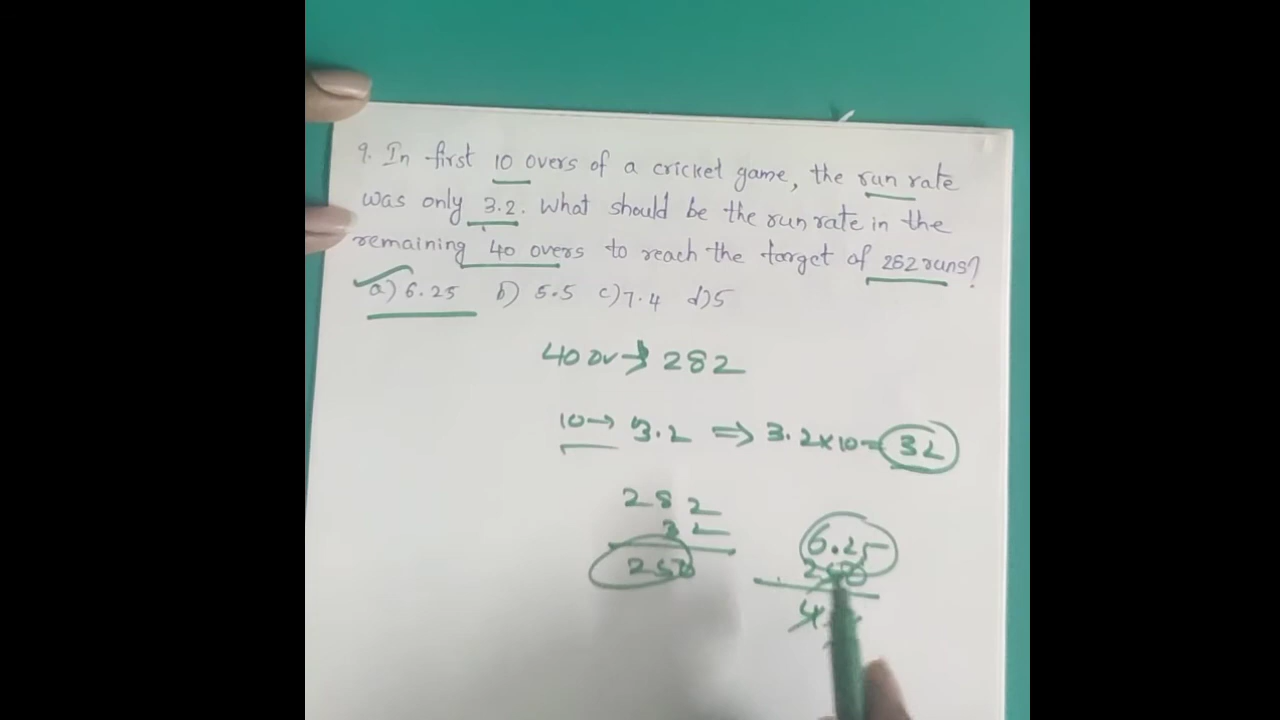 9. In first 10 overs of a cricket game, the run rate
was only 3.2. What should be the run rate in the
remaining 40 overs to reach the target of 282 runs?
a) 6.25 b) 5.5 c) 7.4 d) 5
40 ov → 282
10 → 3.2 ⇒ 3.2 x 10 = 32
282
32
250
6.25
250
4